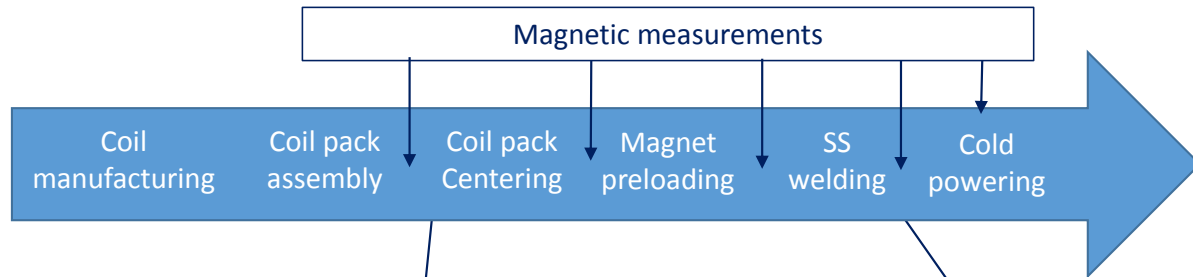 Magnetic measurements
Coil
manufacturing
Coil pack
assembly
Coil pack
Centering
Magnet
preloading
SS
welding
Cold
powering